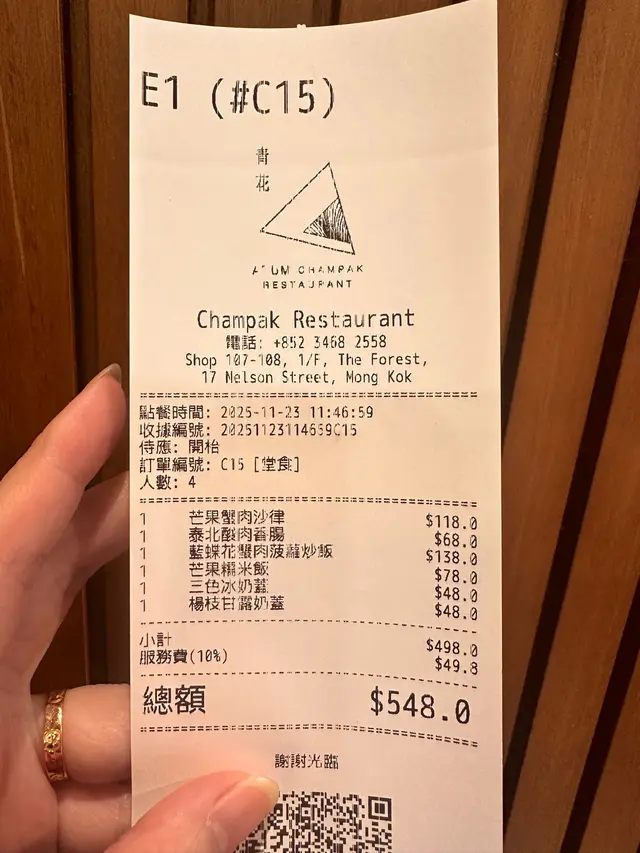 E1 (#C15)
青
花
UM CHAMPAK
RESTAURANT
Champak Restaurant
電話: +852 3468 2558
Shop 107-108, 1/F, The Forest,
17 Nelson Street, Mong Kok
點餐時間: 2025-11-23 11:46:59
收據編號: 20251123114659C15
侍應: 開枱
訂單編號: C15 [堂食]
人數: 4
1 芒果蟹肉沙律 $118.0
1 泰北酸肉香腸 $68.0
1 藍蝶花蟹肉菠蘿炒飯 $138.0
1 芒果糯米飯 $78.0
1 三色冰奶蓋 $48.0
1 楊枝甘露奶蓋 $48.0
小計 $498.0
服務費(10%) $49.8
總額 $548.0
謝謝光臨